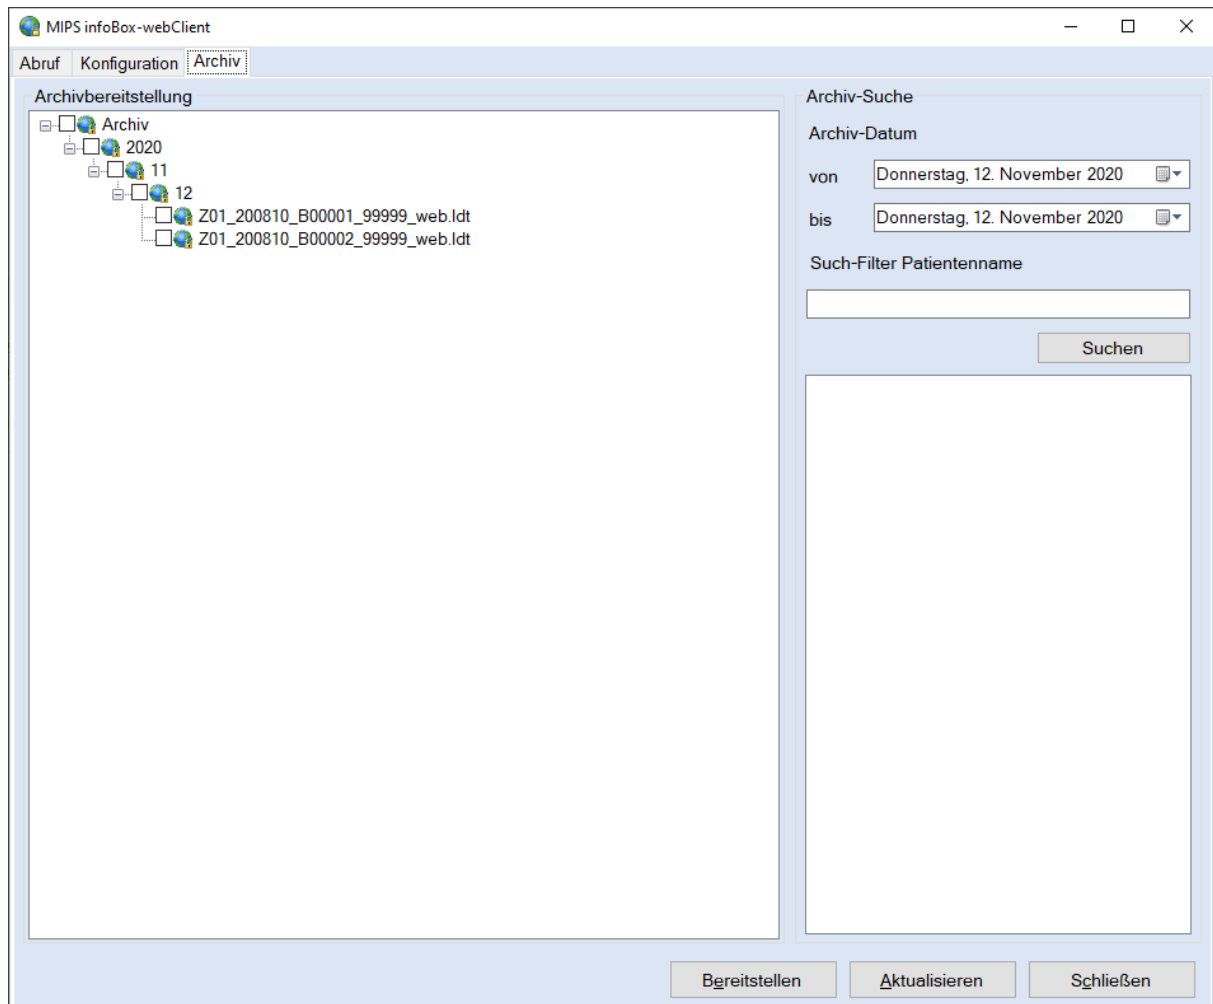 MIPS infoBox-webClient
Abruf Konfiguration Archiv
Archivbereitstellung
Archiv
2020
11
12
Z01_200810_B00001_99999_web.ldt
Z01_200810_B00002_99999_web.ldt
Archiv-Suche
Archiv-Datum
von Donnerstag, 12. November 2020
bis Donnerstag, 12. November 2020
Such-Filter Patientenname
Suchen
Bereitstellen Aktualisieren Schließen